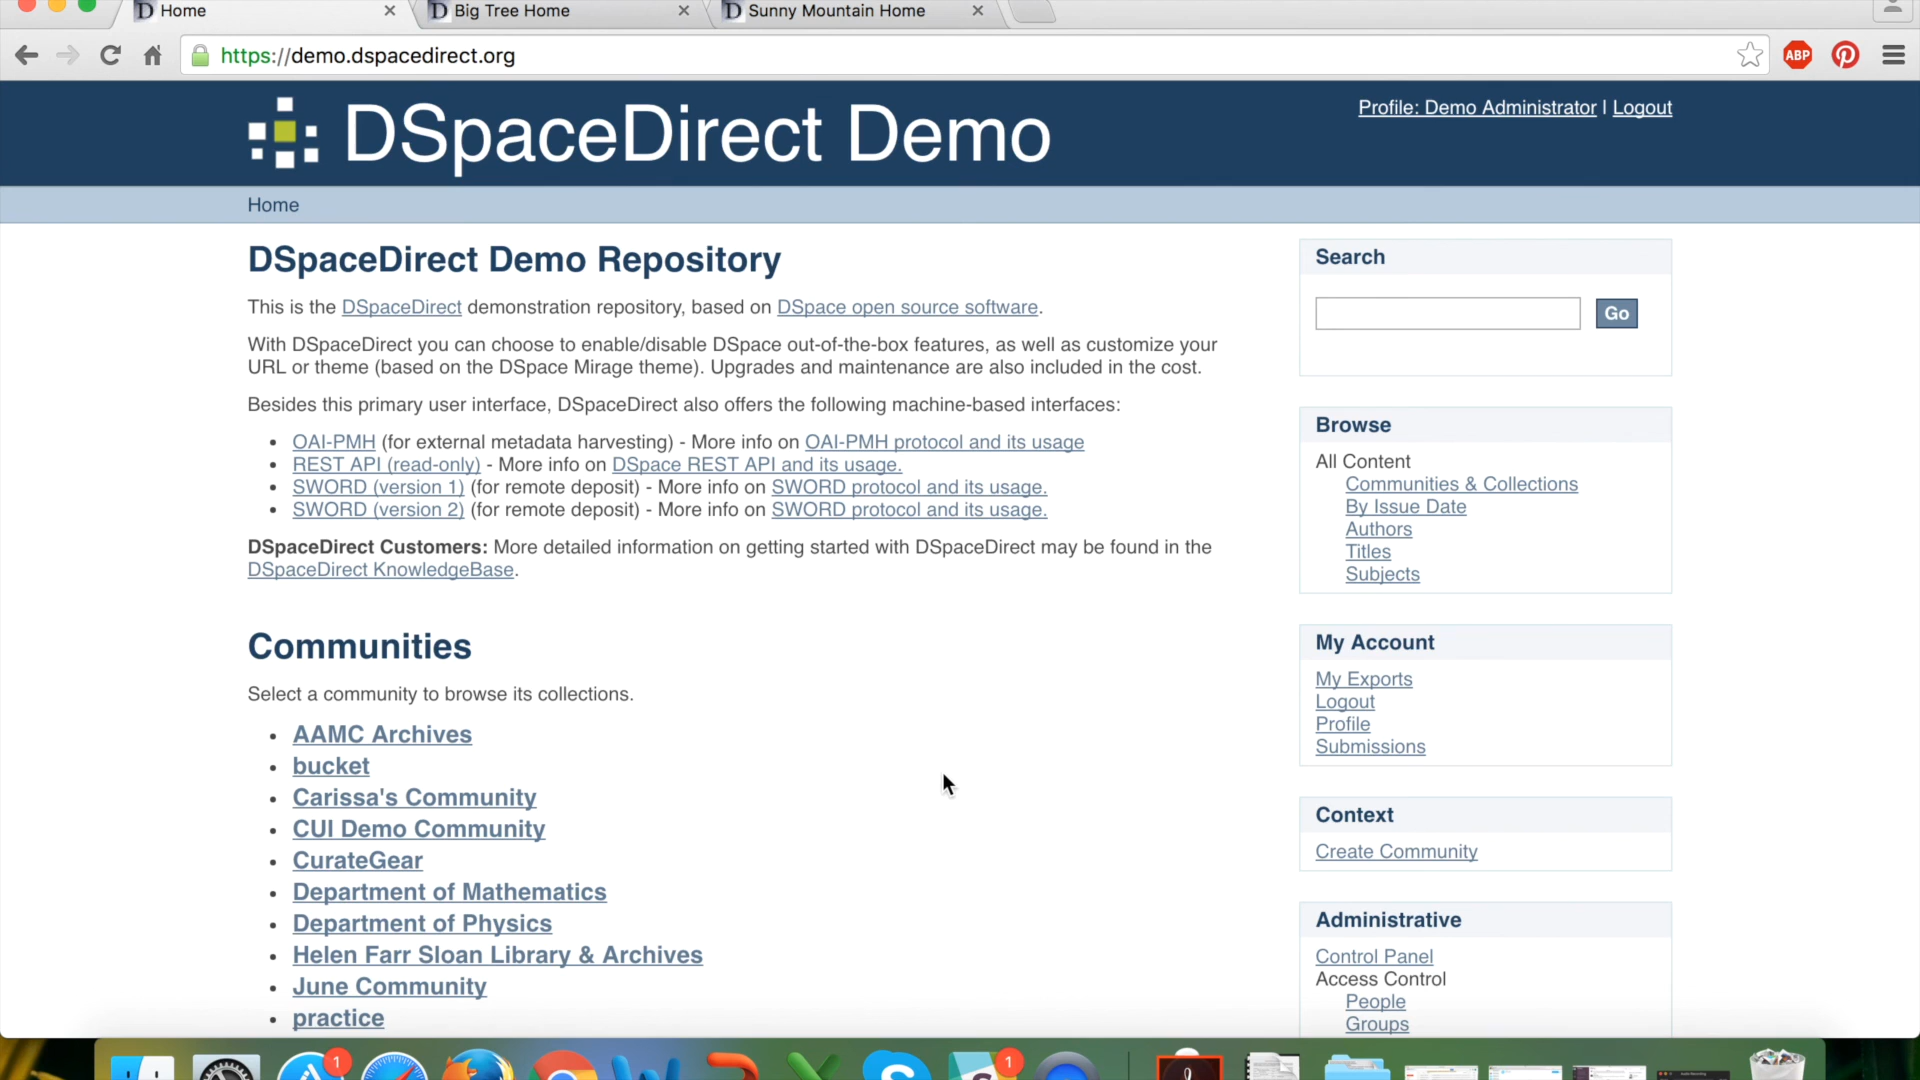 Home
Big Tree Home
Sunny Mountain Home
https://demo.dspacedirect.org
ABP
DSpaceDirect Demo
Profile: Demo Administrator | Logout
Home
DSpaceDirect Demo Repository
This is the DSpaceDirect demonstration repository, based on DSpace open source software.
With DSpaceDirect you can choose to enable/disable DSpace out-of-the-box features, as well as customize your
URL or theme (based on the DSpace Mirage theme). Upgrades and maintenance are also included in the cost.
Besides this primary user interface, DSpaceDirect also offers the following machine-based interfaces:
• OAI-PMH (for external metadata harvesting) - More info on OAI-PMH protocol and its usage
• REST API (read-only) - More info on DSpace REST API and its usage.
• SWORD (version 1) (for remote deposit) - More info on SWORD protocol and its usage.
• SWORD (version 2) (for remote deposit) - More info on SWORD protocol and its usage.
DSpaceDirect Customers: More detailed information on getting started with DSpaceDirect may be found in the
DSpaceDirect KnowledgeBase.
Communities
Select a community to browse its collections.
• AAMC Archives
• bucket
• Carissa's Community
• CUI Demo Community
• CurateGear
• Department of Mathematics
• Department of Physics
• Helen Farr Sloan Library & Archives
• June Community
• practice
Search
Go
Browse
All Content
Communities & Collections
By Issue Date
Authors
Titles
Subjects
My Account
My Exports
Logout
Profile
Submissions
Context
Create Community
Administrative
Control Panel
Access Control
People
Groups
1
1